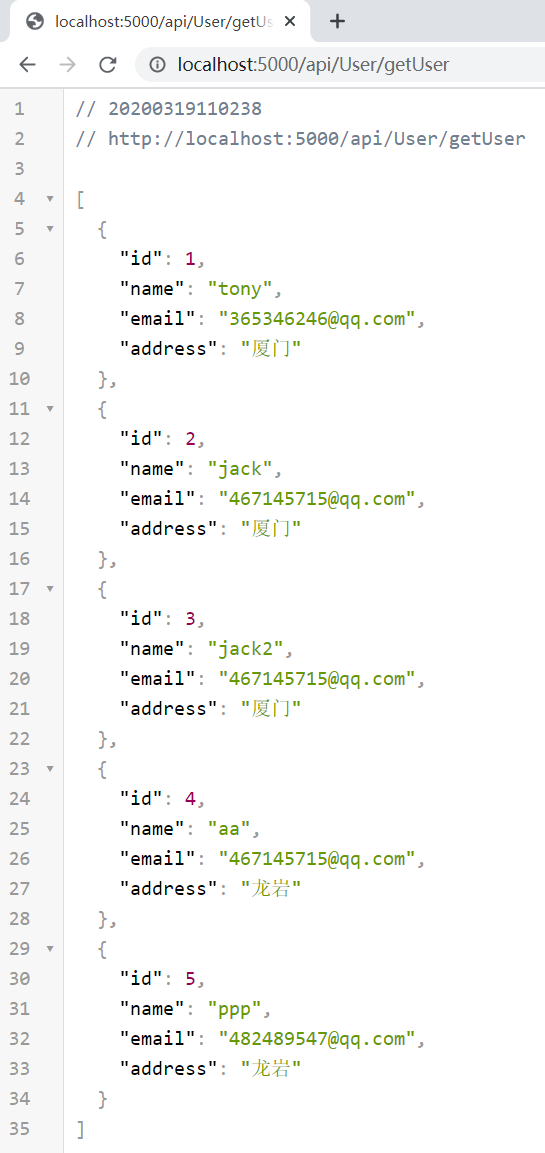 localhost:5000/api/User/getUs
localhost:5000/api/User/getUser
1 // 20200319110238
2 // http://localhost:5000/api/User/getUser
3
4 [
5 {
6 "id": 1,
7 "name": "tony",
8 "email": "365346246@qq.com",
9 "address": "厦门"
10 },
11 {
12 "id": 2,
13 "name": "jack",
14 "email": "467145715@qq.com",
15 "address": "厦门"
16 },
17 {
18 "id": 3,
19 "name": "jack2",
20 "email": "467145715@qq.com",
21 "address": "厦门"
22 },
23 {
24 "id": 4,
25 "name": "aa",
26 "email": "467145715@qq.com",
27 "address": "龙岩"
28 },
29 {
30 "id": 5,
31 "name": "ppp",
32 "email": "482489547@qq.com",
33 "address": "龙岩"
34 }
35 ]